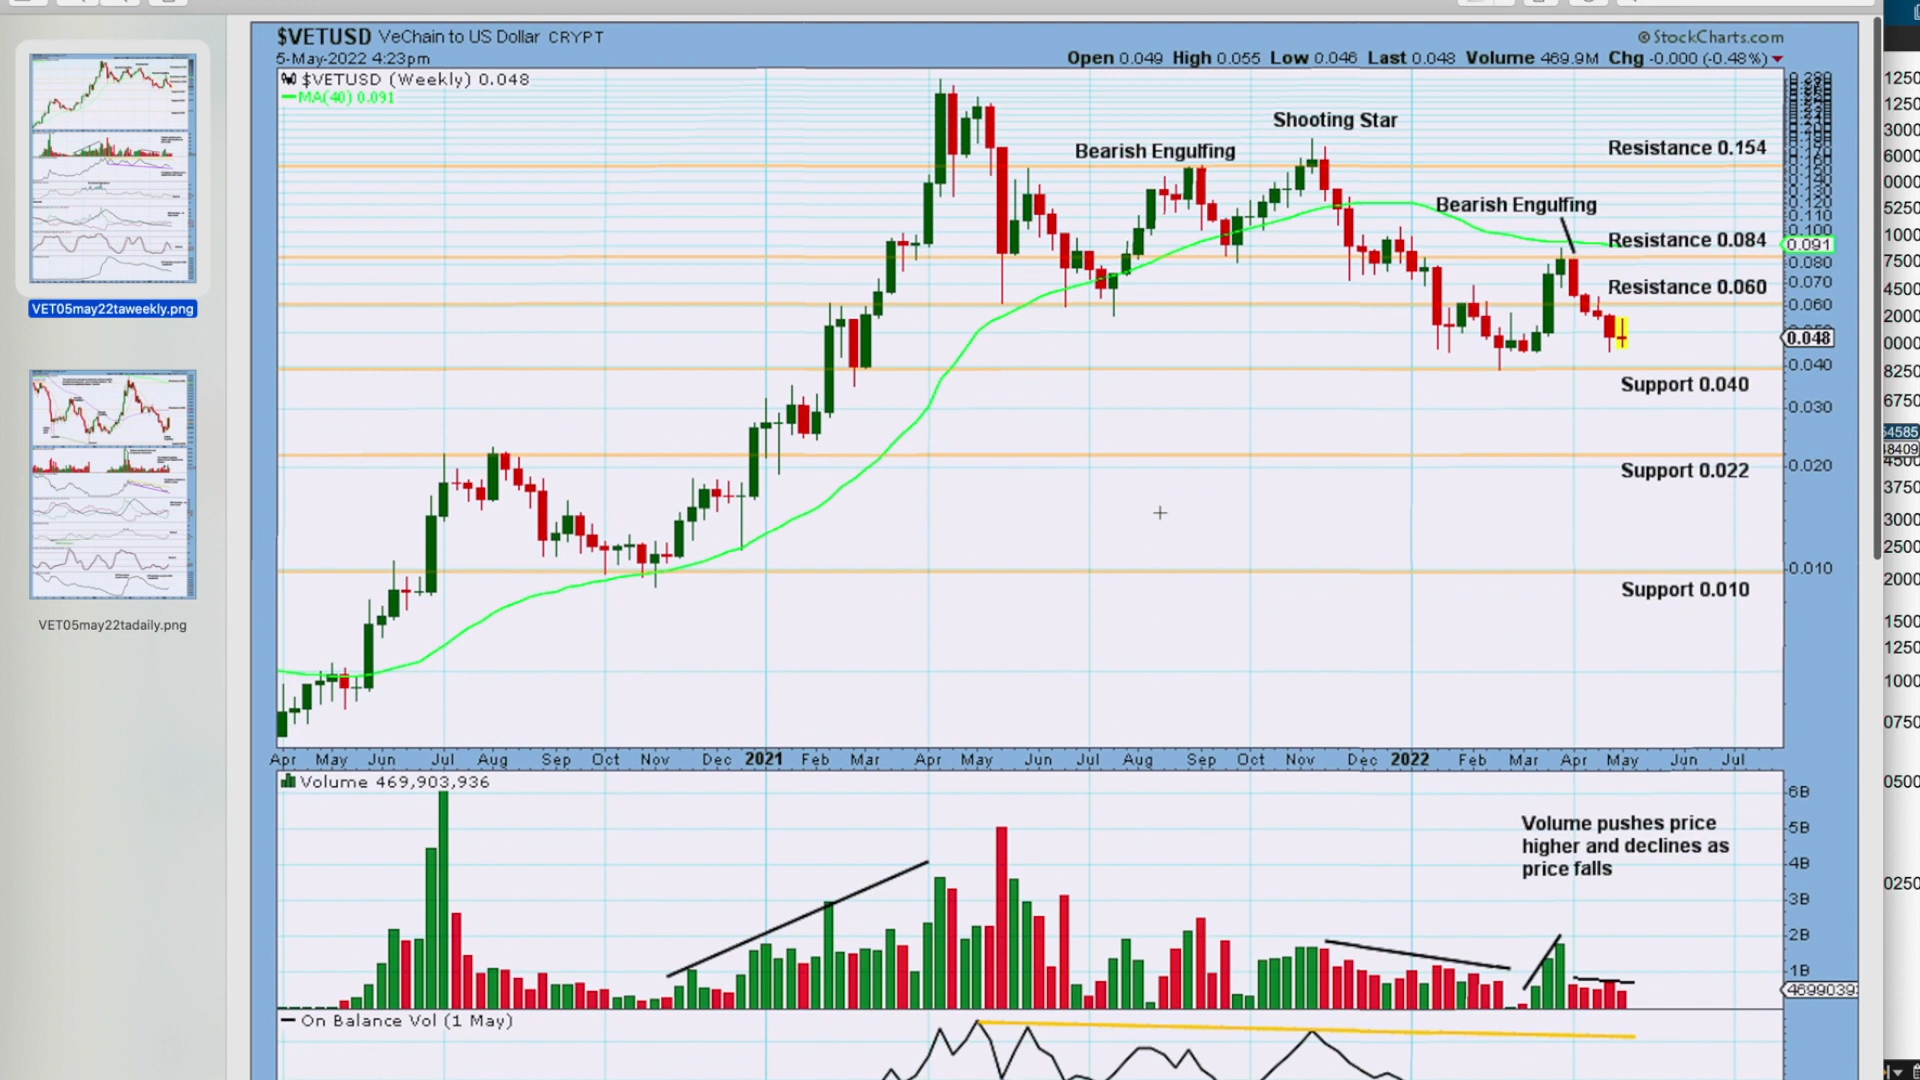 $VETUSD VeChain to US Dollar CRYPT
© StockCharts.com
5-May-2022 4:23pm
Open 0.049 High 0.055 Low 0.046 Last 0.048 Volume 469.9M Chg -0.000 (-0.48%)
$VETUSD (Weekly) 0.048
MA(40) 0.091
Shooting Star
Bearish Engulfing
Resistance 0.154
Bearish Engulfing
Resistance 0.084
Resistance 0.060
Support 0.040
Support 0.022
Support 0.010
0.120
0.110
0.100
0.091
0.080
0.070
0.060
0.048
0.040
0.030
0.020
0.010
Apr May Jun Jul Aug Sep Oct Nov Dec 2021 Feb Mar Apr May Jun Jul Aug Sep Oct Nov Dec 2022 Feb Mar Apr May Jun Jul
Volume 469,903,936
Volume pushes price
higher and declines as
price falls
6B
5B
4B
3B
2B
1B
On Balance Vol (1 May)
VET05may22taweekly.png
VET05may22tadaily.png